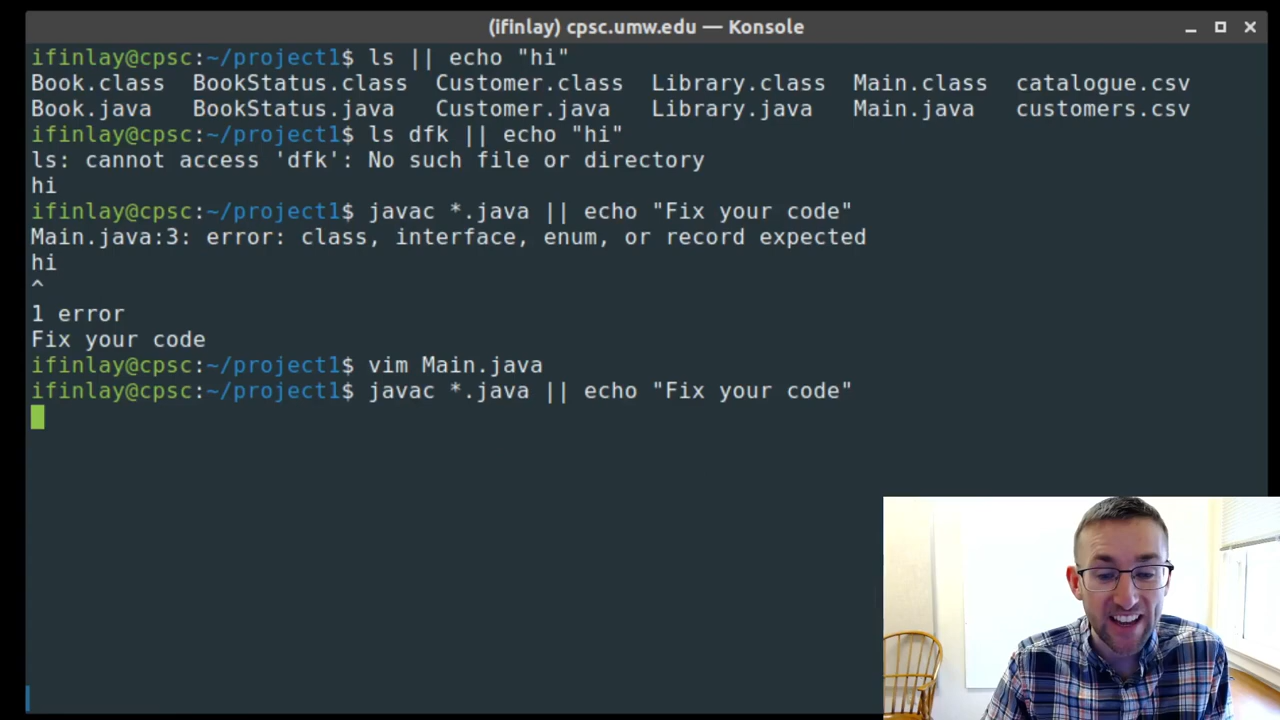 (ifinlay) cpsc.umw.edu — Konsole
ifinlay@cpsc:~/project1$ ls || echo "hi"
Book.class  BookStatus.class  Customer.class  Library.class  Main.class  catalogue.csv
Book.java  BookStatus.java  Customer.java  Library.java  Main.java  customers.csv
ifinlay@cpsc:~/project1$ ls dfk || echo "hi"
ls: cannot access 'dfk': No such file or directory
hi
ifinlay@cpsc:~/project1$ javac *.java || echo "Fix your code"
Main.java:3: error: class, interface, enum, or record expected
hi
^
1 error
Fix your code
ifinlay@cpsc:~/project1$ vim Main.java
ifinlay@cpsc:~/project1$ javac *.java || echo "Fix your code"